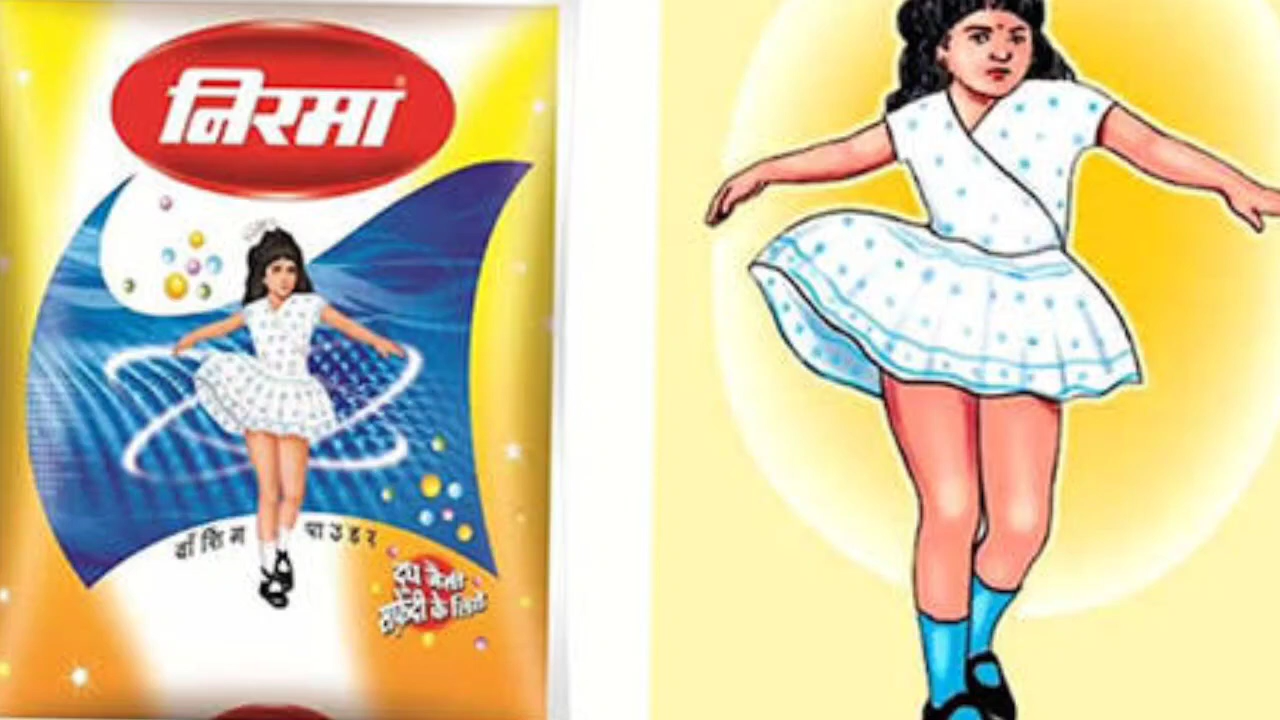 निरमा
वॉशिंग पाउडर
दूध जैसी
सफेदी के लिये